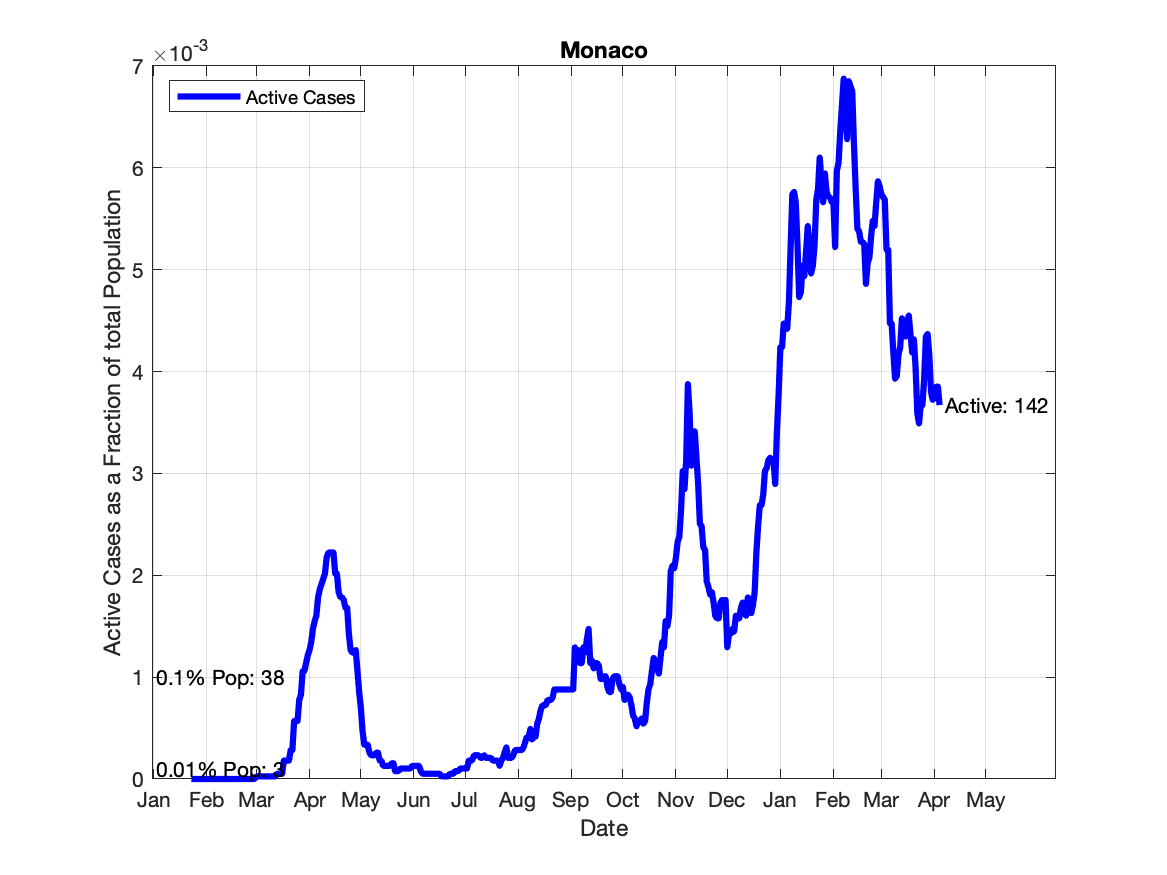 Monaco
×10-3
Active Cases
7
6
5
4
3
2
1
0
Active Cases as a Fraction of total Population
0.1% Pop: 38
0.01% Pop: 3
Active: 142
Jan Feb Mar Apr May Jun Jul Aug Sep Oct Nov Dec Jan Feb Mar Apr May
Date